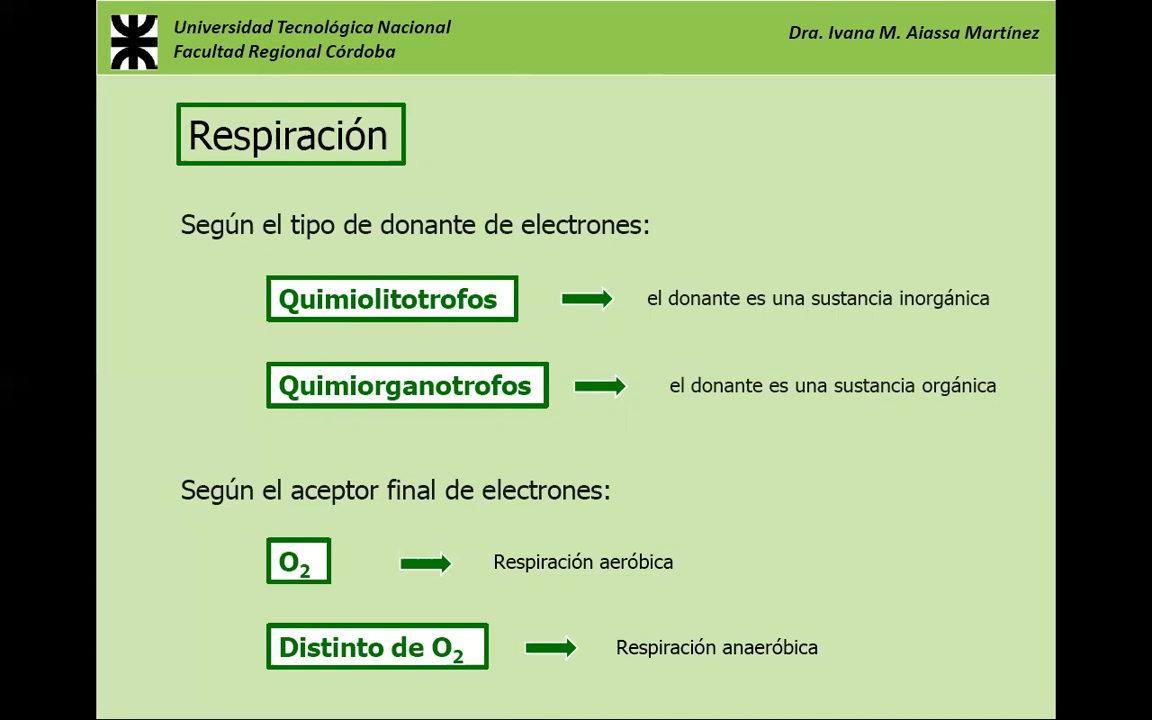 Universidad Tecnológica Nacional
Facultad Regional Córdoba
Dra. Ivana M. Aiassa Martínez
Respiración
Según el tipo de donante de electrones:
Quimiolitotrofos
el donante es una sustancia inorgánica
Quimiorganotrofos
el donante es una sustancia orgánica
Según el aceptor final de electrones:
O₂
Respiración aeróbica
Distinto de O₂
Respiración anaeróbica